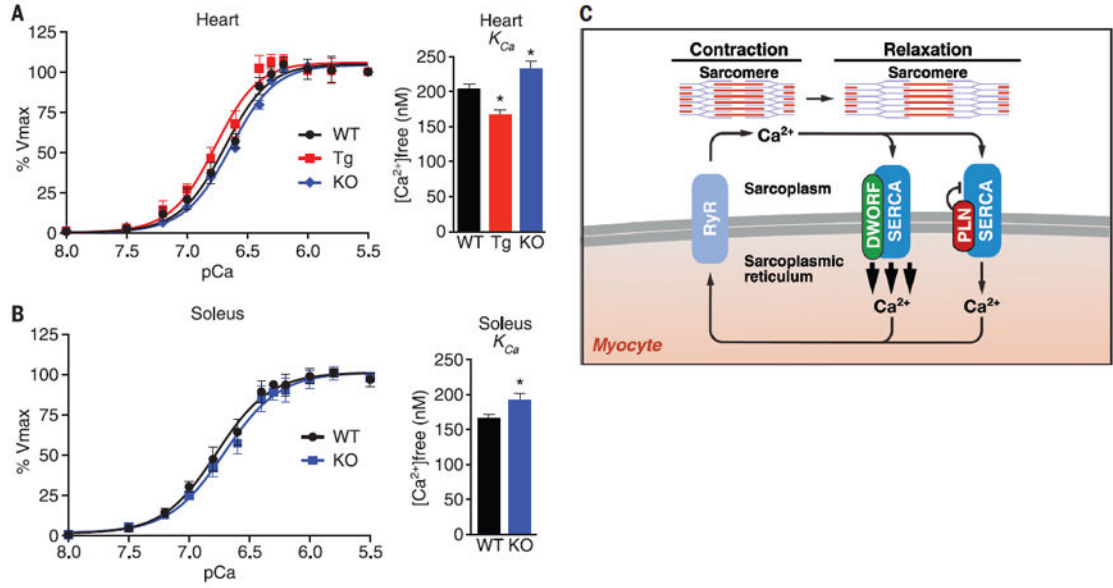 A
Heart
% Vmax
125
100
75
50
25
0
8.0 7.5 7.0 6.5 6.0 5.5
pCa
WT
Tg
KO
Heart
K_Ca
[Ca²⁺]free (nM)
250
200
150
100
50
0
WT Tg KO
* *
B
Soleus
% Vmax
125
100
75
50
25
0
8.0 7.5 7.0 6.5 6.0 5.5
pCa
WT
KO
Soleus
K_Ca
[Ca²⁺]free (nM)
250
200
150
100
50
0
WT KO
*
C
Contraction Relaxation
Sarcomere Sarcomere
Ca²⁺
RyR
Sarcoplasm
DWORF
SERCA
PLN
SERCA
Sarcoplasmic
reticulum
Ca²⁺ Ca²⁺
Myocyte